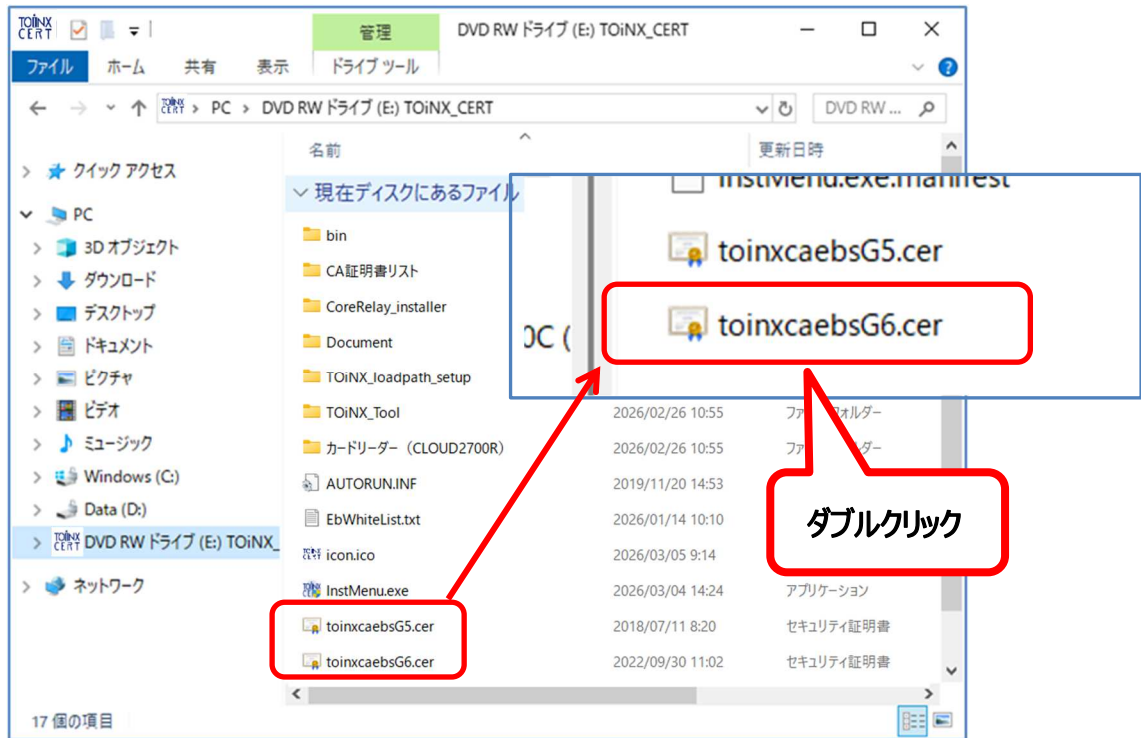 TOiNX CERT
管理
DVD RW ドライブ (E:) TOiNX_CERT
ファイル ホーム 共有 表示 ドライブ ツール
PC > DVD RW ドライブ (E:) TOiNX_CERT
DVD RW ...
名前 更新日時
クイック アクセス
現在ディスクにあるファイル
PC
3D オブジェクト
ダウンロード
デスクトップ
ドキュメント
ピクチャ
ビデオ
ミュージック
Windows (C:)
Data (D:)
TOiNX CERT DVD RW ドライブ (E:) TOiNX_
ネットワーク
bin
CA証明書リスト
CoreRelay_installer
Document
TOiNX_loadpath_setup
TOiNX_Tool 2026/02/26 10:55
カードリーダー(CLOUD2700R) 2026/02/26 10:55
AUTORUN.INF 2019/11/20 14:53
EbWhiteList.txt 2026/01/14 10:10
icon.ico 2026/03/05 9:14
InstMenu.exe 2026/03/04 14:24 アプリケーション
toinxcaebsG5.cer 2018/07/11 8:20 セキュリティ証明書
toinxcaebsG6.cer 2022/09/30 11:02 セキュリティ証明書
InstMenu.exe.manifest
toinxcaebsG5.cer
toinxcaebsG6.cer
ダブルクリック
17 個の項目